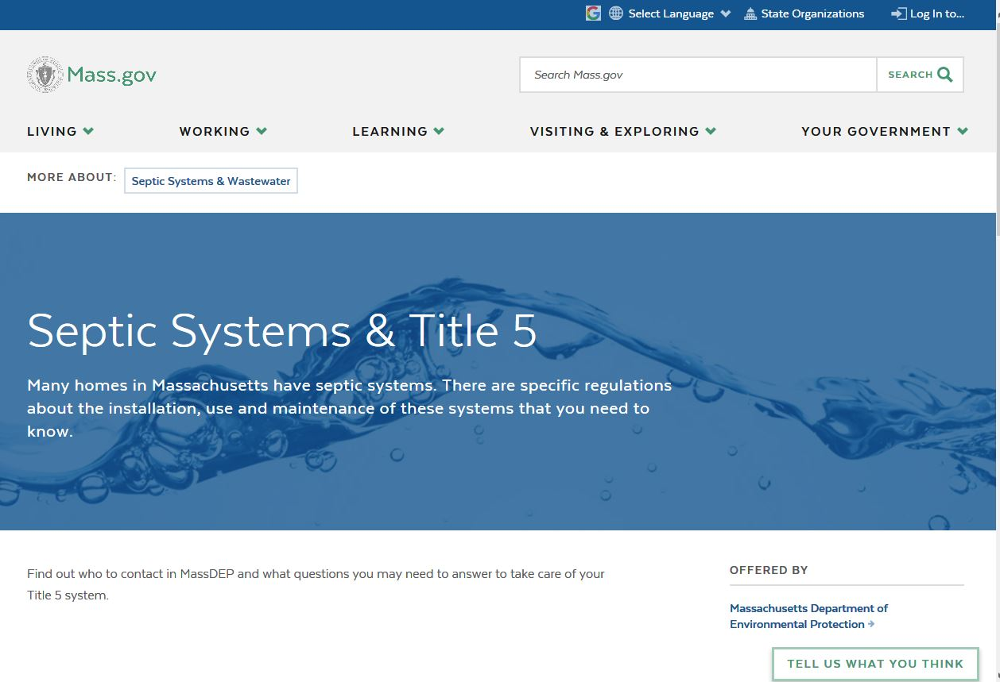 Select Language
State Organizations
Log In to...
Mass.gov
Search Mass.gov
SEARCH
LIVING
WORKING
LEARNING
VISITING & EXPLORING
YOUR GOVERNMENT
MORE ABOUT:
Septic Systems & Wastewater
Septic Systems & Title 5
Many homes in Massachusetts have septic systems. There are specific regulations
about the installation, use and maintenance of these systems that you need to
know.
Find out who to contact in MassDEP and what questions you may need to answer to take care of your
Title 5 system.
OFFERED BY
Massachusetts Department of
Environmental Protection
TELL US WHAT YOU THINK